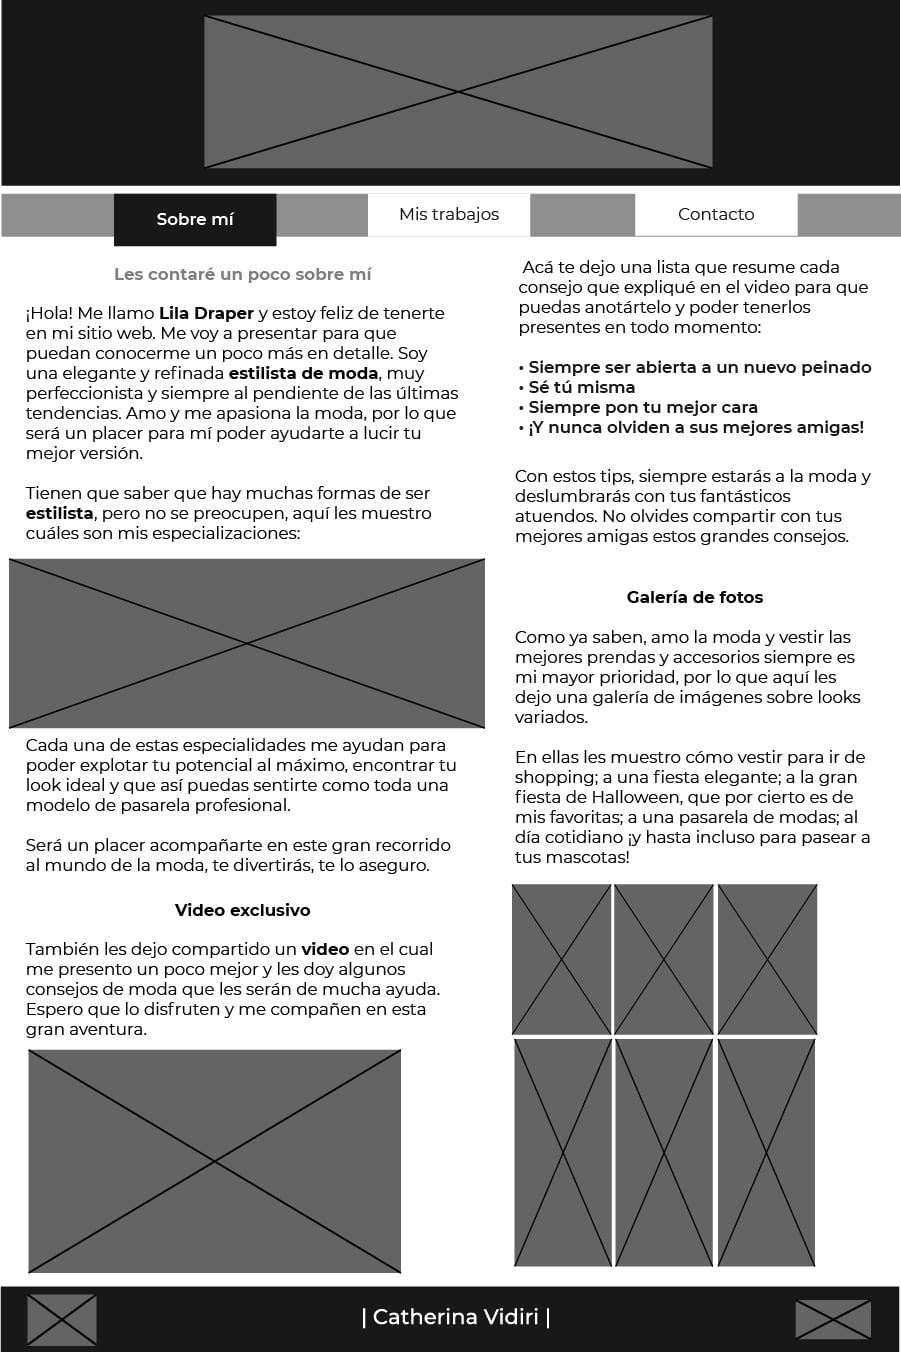 Sobre mí
Mis trabajos
Contacto
Les contaré un poco sobre mí
¡Hola! Me llamo Lila Draper y estoy feliz de tenerte
en mi sitio web. Me voy a presentar para que
puedan conocerme un poco más en detalle. Soy
una elegante y refinada estilista de moda, muy
perfeccionista y siempre al pendiente de las últimas
tendencias. Amo y me apasiona la moda, por lo que
será un placer para mí poder ayudarte a lucir tu
mejor versión.
Tienen que saber que hay muchas formas de ser
estilista, pero no se preocupen, aquí les muestro
cuáles son mis especializaciones:
Cada una de estas especialidades me ayudan para
poder explotar tu potencial al máximo, encontrar tu
look ideal y que así puedas sentirte como toda una
modelo de pasarela profesional.
Será un placer acompañarte en este gran recorrido
al mundo de la moda, te divertirás, te lo aseguro.
Video exclusivo
También les dejo compartido un video en el cual
me presento un poco mejor y les doy algunos
consejos de moda que les serán de mucha ayuda.
Espero que lo disfruten y me compañen en esta
gran aventura.
Acá te dejo una lista que resume cada
consejo que expliqué en el video para que
puedas anotártelo y poder tenerlos
presentes en todo momento:
• Siempre ser abierta a un nuevo peinado
• Sé tú misma
• Siempre pon tu mejor cara
• ¡Y nunca olviden a sus mejores amigas!
Con estos tips, siempre estarás a la moda y
deslumbrarás con tus fantásticos
atuendos. No olvides compartir con tus
mejores amigas estos grandes consejos.
Galería de fotos
Como ya saben, amo la moda y vestir las
mejores prendas y accesorios siempre es
mi mayor prioridad, por lo que aquí les
dejo una galería de imágenes sobre looks
variados.
En ellas les muestro cómo vestir para ir de
shopping; a una fiesta elegante; a la gran
fiesta de Halloween, que por cierto es de
mis favoritas; a una pasarela de modas; al
día cotidiano ¡y hasta incluso para pasear a
tus mascotas!
| Catherina Vidiri |